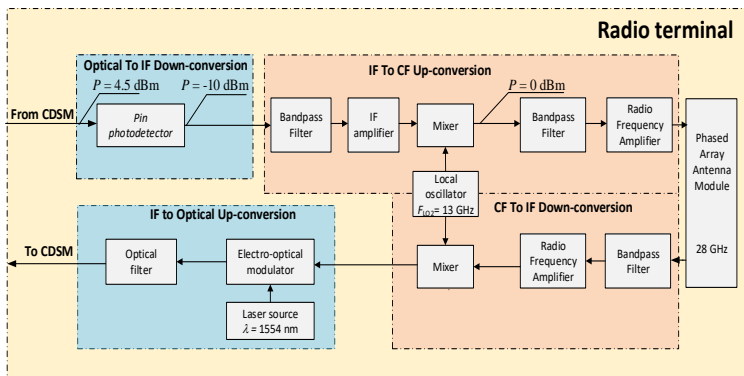 Radio terminal
Optical To IF Down-conversion
P = 4.5 dBm
P = -10 dBm
From CDSM
Pin
photodetector
IF To CF Up-conversion
P = 0 dBm
Bandpass
Filter
IF
amplifier
Mixer
Bandpass
Filter
Radio
Frequency
Amplifier
Phased
Array
Antenna
Module
28 GHz
Local
oscillator
FLO2= 13 GHz
IF to Optical Up-conversion
To CDSM
Optical
filter
Electro-optical
modulator
Laser source
λ = 1554 nm
CF To IF Down-conversion
Mixer
Radio
Frequency
Amplifier
Bandpass
Filter